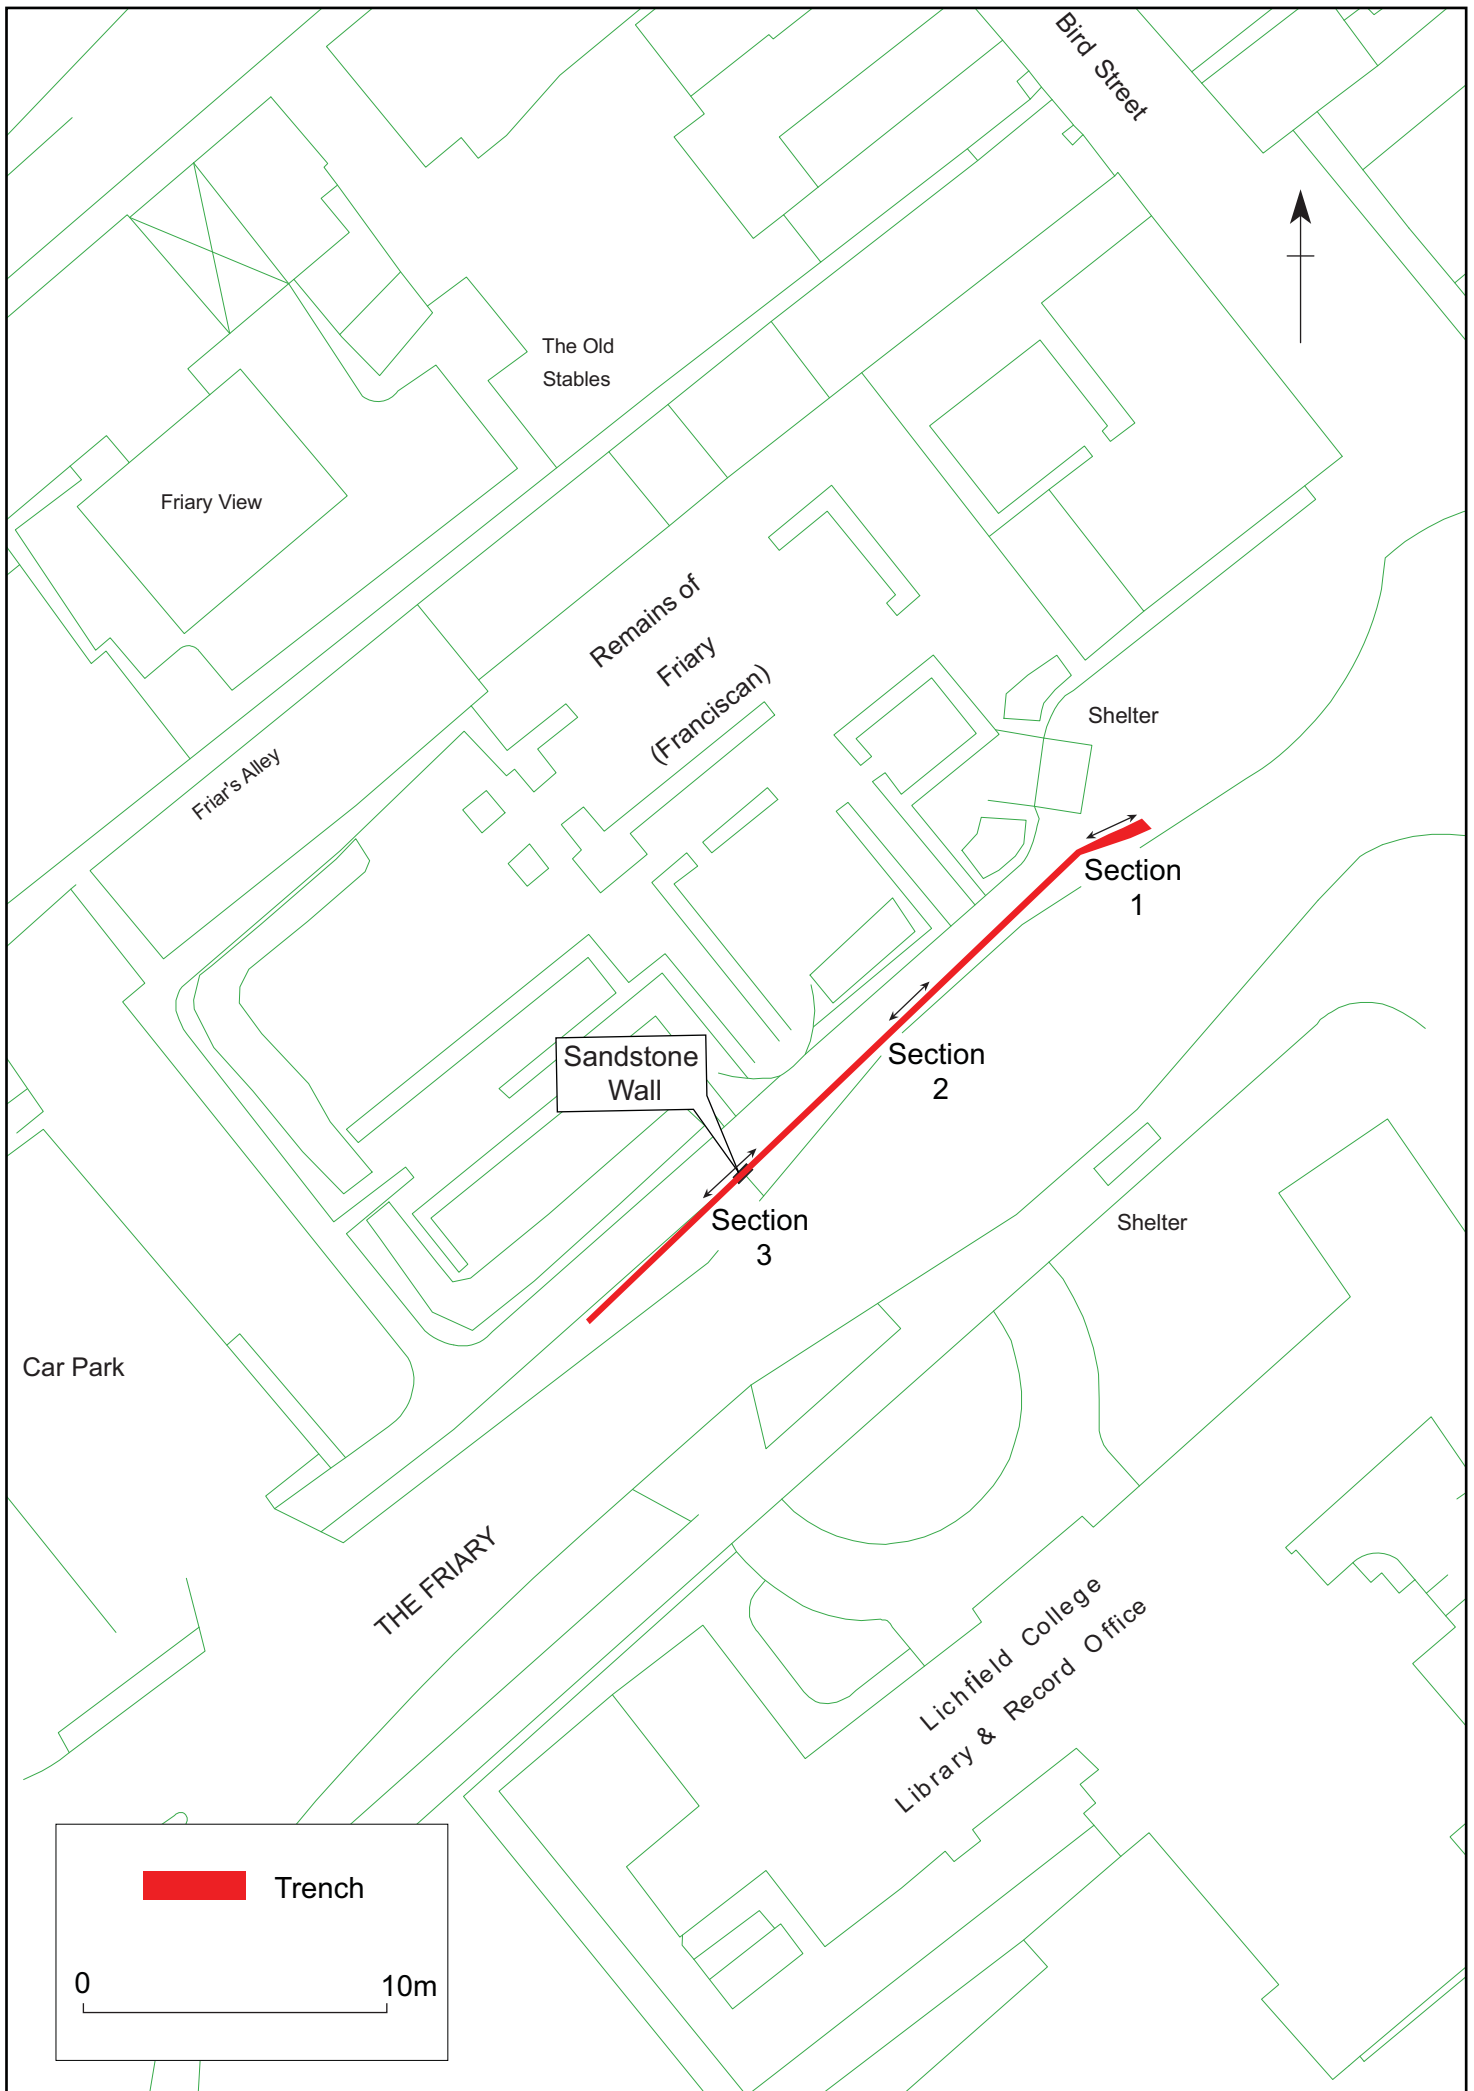 Bird Street
The Old
Stables
Friary View
Remains of
Friary
(Franciscan)
Shelter
Friar's Alley
Section
1
Sandstone
Wall
Section
2
Section
3
Shelter
Car Park
THE FRIARY
Lichfield College
Library & Record Office
Trench
0 10m